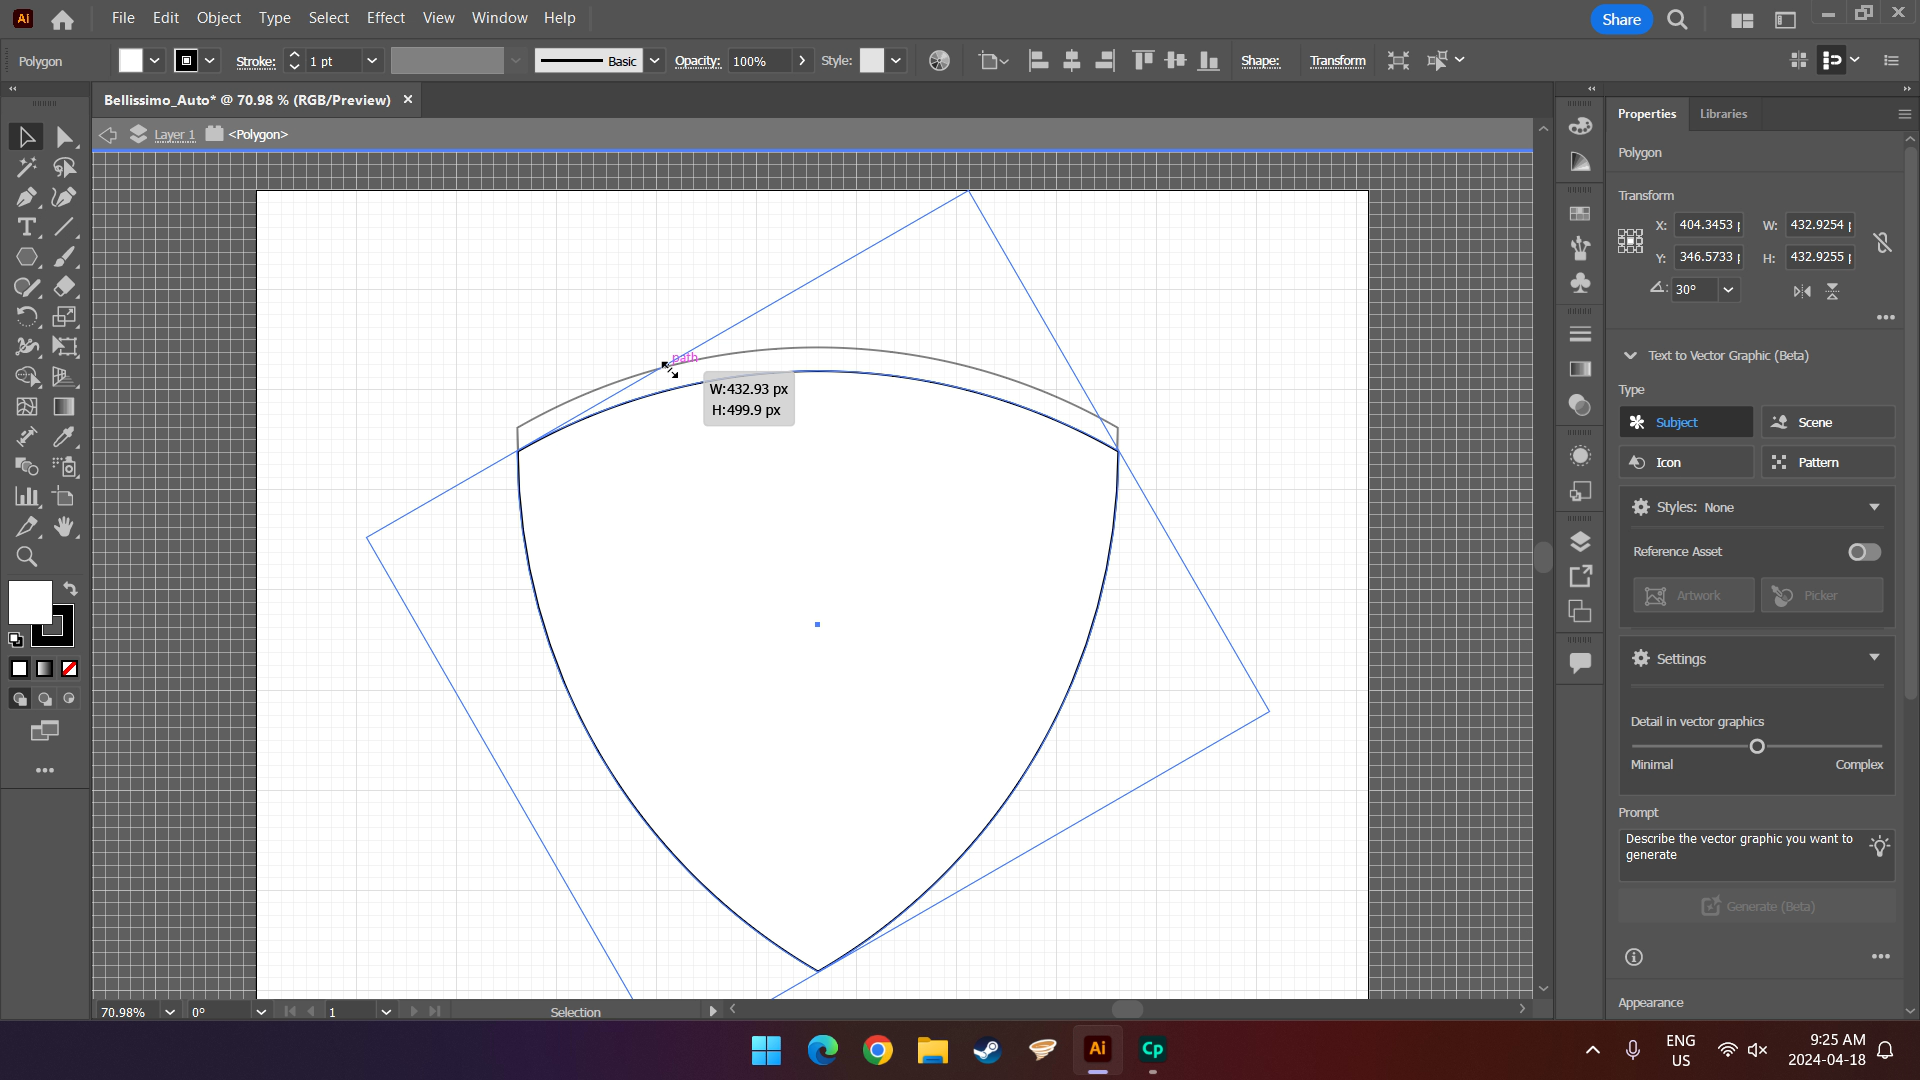 Ai File Edit Object Type Select Effect View Window Help Share
Polygon Stroke: 1 pt Basic Opacity: 100% Style: Shape: Transform
Bellissimo_Auto* @ 70.98 % (RGB/Preview)
Layer 1 <Polygon>
path
W:432.93 px
H:499.9 px
Properties Libraries
Polygon
Transform
X: 404.3453 W: 432.9254
Y: 346.5733 H: 432.9255
30°
Text to Vector Graphic (Beta)
Type
Subject Scene
Icon Pattern
Styles: None
Reference Asset
Artwork Picker
Settings
Detail in vector graphics
Minimal Complex
Prompt
Describe the vector graphic you want to
generate
Generate (Beta)
Appearance
70.98% 0° 1 Selection
Ai Cp
ENG
US
9:25 AM
2024-04-18